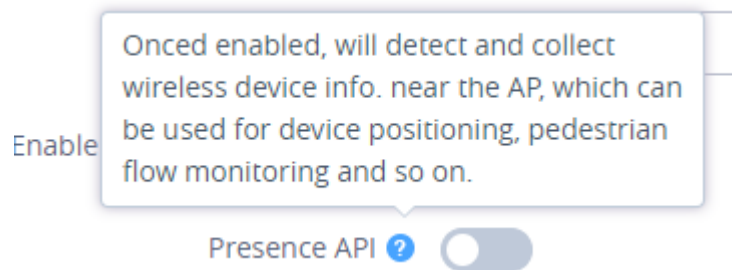 Onced enabled, will detect and collect
wireless device info. near the AP, which can
be used for device positioning, pedestrian
flow monitoring and so on.
Enable
Presence API ?